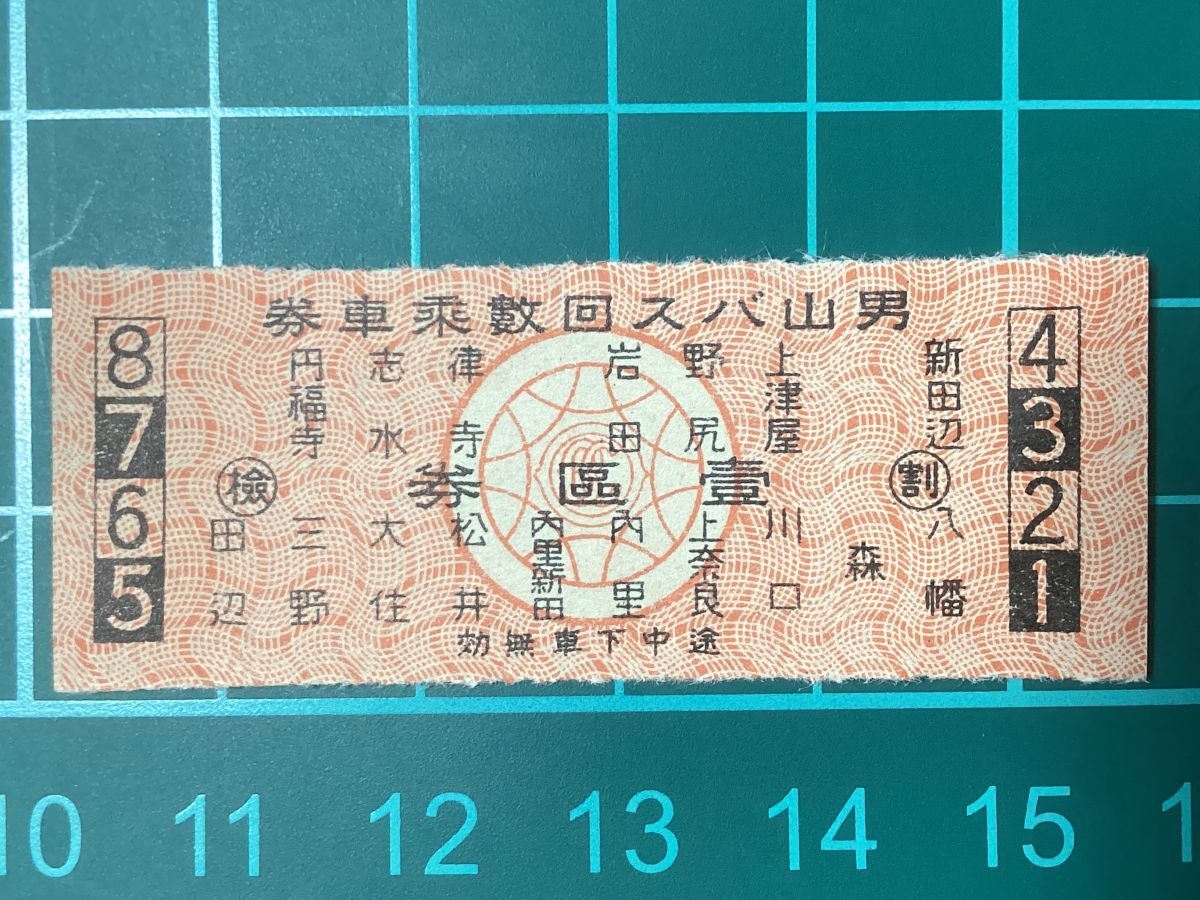 男山バス回數乘車券
4
3
2
1
新田辺
八幡
割
森
上津屋
川口
野尻
上奈良
岩田
内里
内里新田
律寺
松井
志水
大住
円福寺
三野
田辺
検
壹區券
8
7
6
5
途中下車無効
10 11 12 13 14 15 1